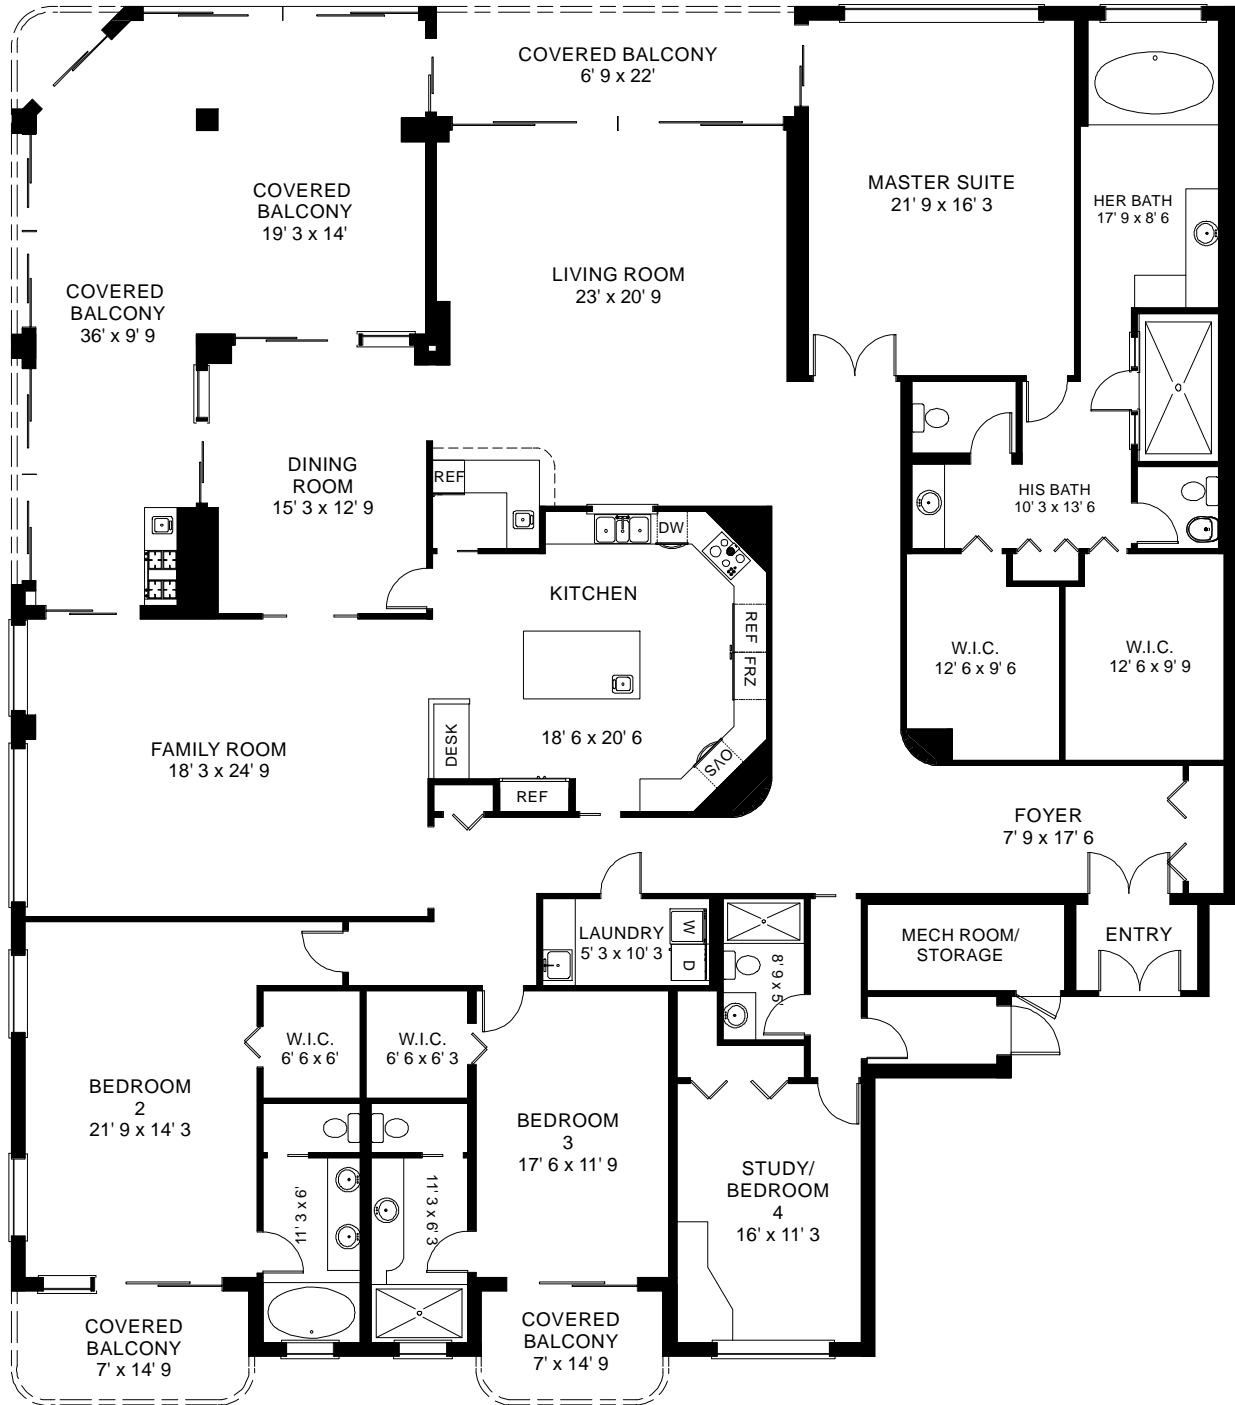 COVERED BALCONY
6' 9 x 22'
MASTER SUITE
21' 9 x 16' 3
HER BATH
17' 9 x 8' 6
COVERED
BALCONY
19' 3 x 14'
LIVING ROOM
23' x 20' 9
COVERED
BALCONY
36' x 9' 9
DINING
ROOM
15' 3 x 12' 9
REF
HIS BATH
10' 3 x 13' 6
DW
KITCHEN
REF
FRZ
W.I.C.
12' 6 x 9' 6
W.I.C.
12' 6 x 9' 9
FAMILY ROOM
18' 3 x 24' 9
DESK
18' 6 x 20' 6
OVS
REF
FOYER
7' 9 x 17' 6
LAUNDRY
5' 3 x 10' 3
W
D
8' 9 x 5'
MECH ROOM/
STORAGE
ENTRY
W.I.C.
6' 6 x 6'
W.I.C.
6' 6 x 6' 3
BEDROOM
2
21' 9 x 14' 3
BEDROOM
3
17' 6 x 11' 9
11' 3 x 6'
11' 3 x 6' 3
STUDY/
BEDROOM
4
16' x 11' 3
COVERED
BALCONY
7' x 14' 9
COVERED
BALCONY
7' x 14' 9